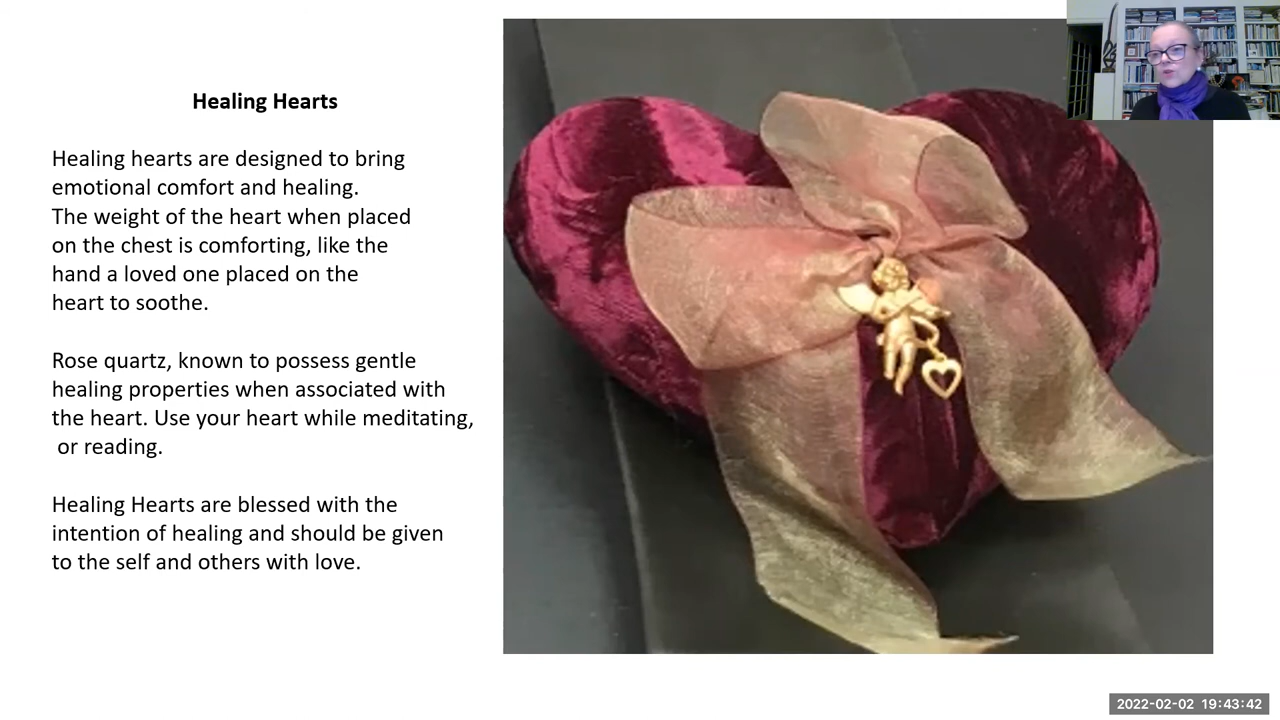 Healing Hearts
Healing hearts are designed to bring
emotional comfort and healing.
The weight of the heart when placed
on the chest is comforting, like the
hand a loved one placed on the
heart to soothe.
Rose quartz, known to possess gentle
healing properties when associated with
the heart. Use your heart while meditating,
or reading.
Healing Hearts are blessed with the
intention of healing and should be given
to the self and others with love.
2022-02-02 19:43:42